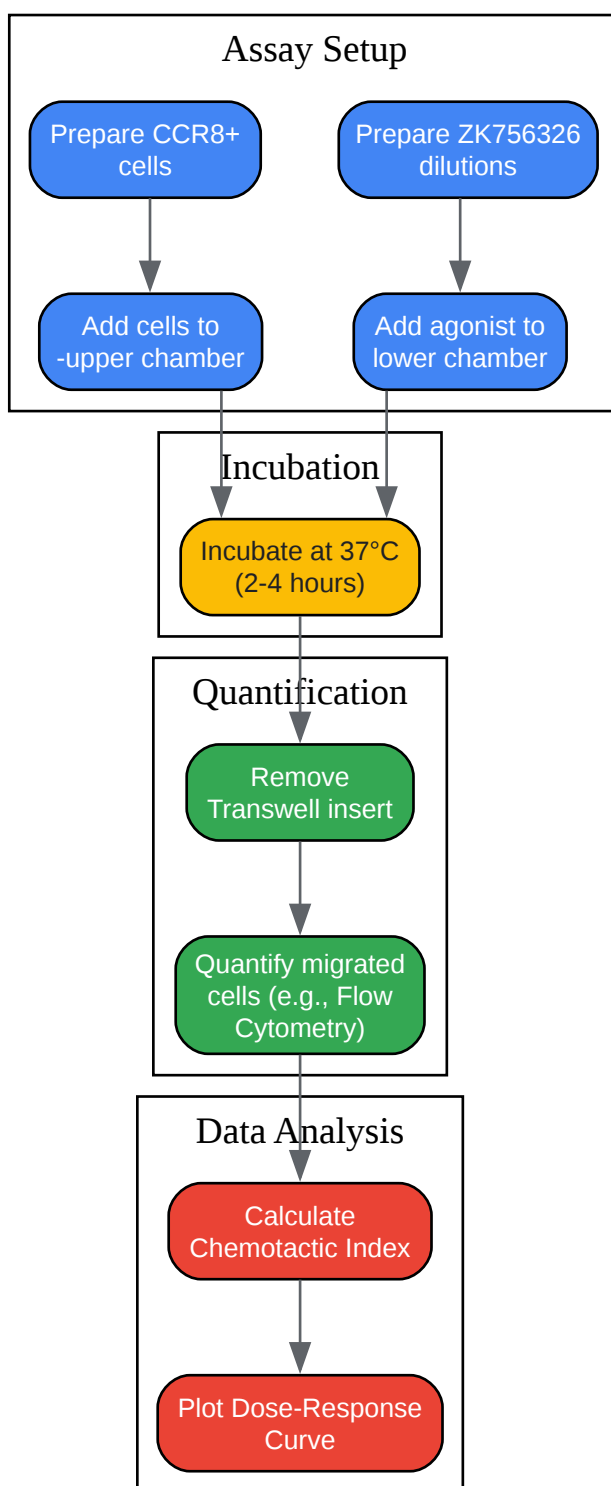 Assay Setup
Prepare CCR8+
cells
Prepare ZK756326
dilutions
Add cells to
-upper chamber
Add agonist to
lower chamber
Incubation
Incubate at 37°C
(2-4 hours)
Quantification
Remove
Transwell insert
Quantify migrated
cells (e.g., Flow
Cytometry)
Data Analysis
Calculate
Chemotactic Index
Plot Dose-Response
Curve